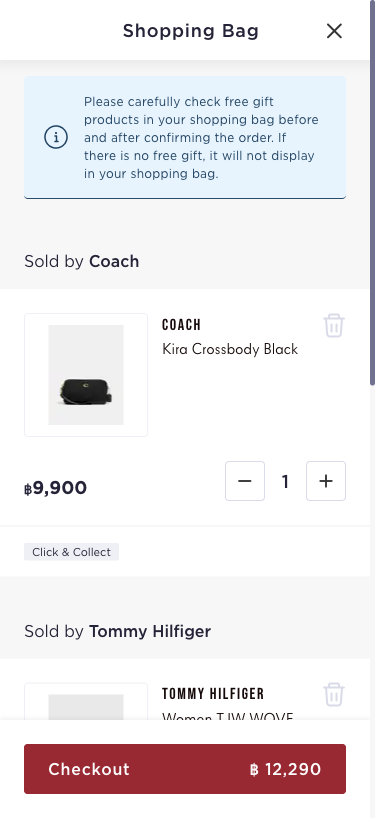 Shopping Bag
Please carefully check free gift
products in your shopping bag before
and after confirming the order. If
there is no free gift, it will not display
in your shopping bag.
Sold by Coach
COACH
Kira Crossbody Black
฿9,900
1
Click & Collect
Sold by Tommy Hilfiger
TOMMY HILFIGER
Women TJW WOVE
Checkout ฿ 12,290